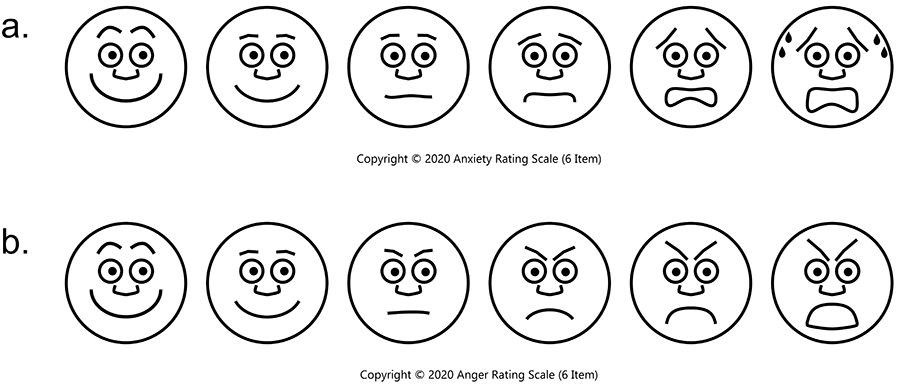 a.
Copyright © 2020 Anxiety Rating Scale (6 Item)
b.
Copyright © 2020 Anger Rating Scale (6 Item)